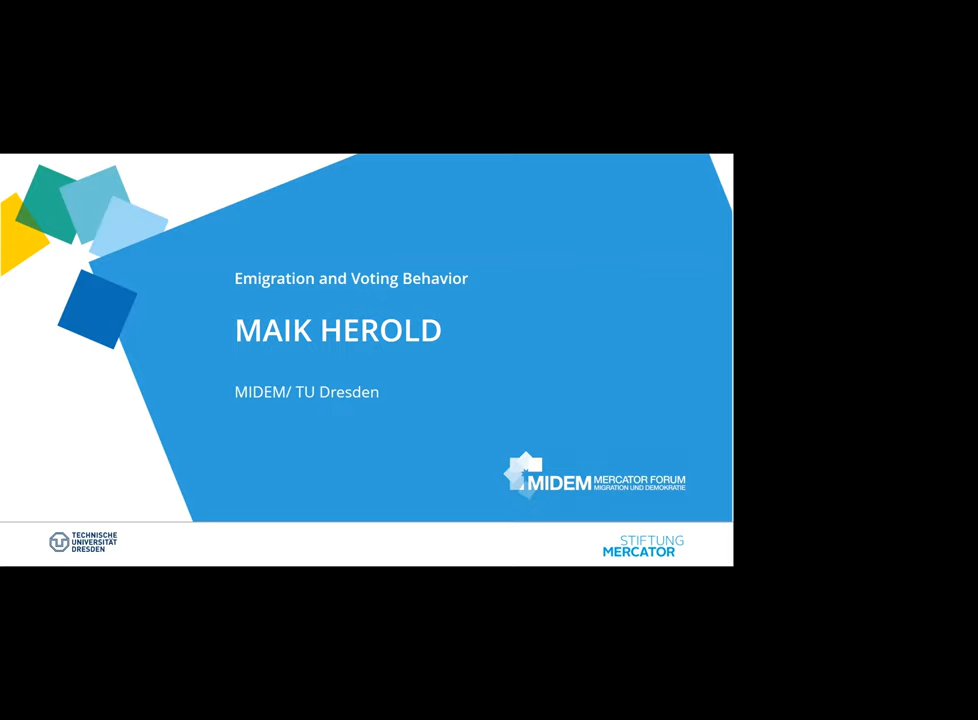 Emigration and Voting Behavior
MAIK HEROLD
MIDEM/ TU Dresden
MIDEM MERCATOR FORUM
MIGRATION UND DEMOKRATIE
TECHNISCHE
UNIVERSITÄT
DRESDEN
STIFTUNG
MERCATOR